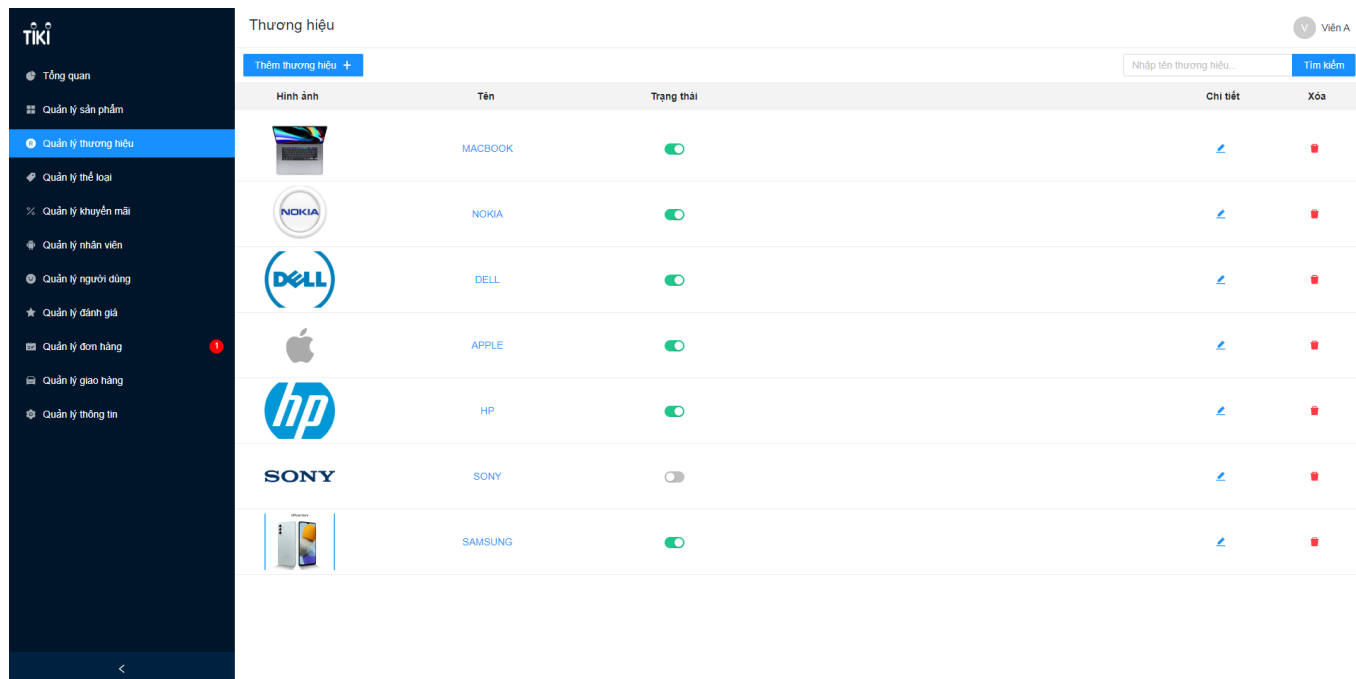 TIKI
Tổng quan
Quản lý sản phẩm
Quản lý thương hiệu
Quản lý thể loại
Quản lý khuyến mãi
Quản lý nhân viên
Quản lý người dùng
Quản lý đánh giá
Quản lý đơn hàng 1
Quản lý giao hàng
Quản lý thông tin
Thương hiệu
V Viên A
Thêm thương hiệu +
Nhập tên thương hiệu... Tìm kiếm
Hình ảnh Tên Trạng thái Chi tiết Xóa
MACBOOK
NOKIA NOKIA
DELL DELL
APPLE
hp HP
SONY SONY
SAMSUNG